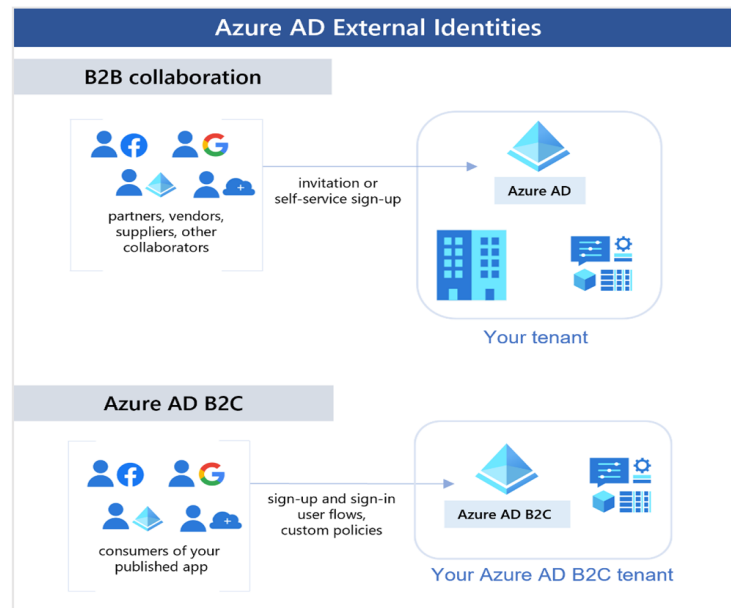 Azure AD External Identities
B2B collaboration
invitation or
self-service sign-up
partners, vendors,
suppliers, other
collaborators
Azure AD
Your tenant
Azure AD B2C
sign-up and sign-in
user flows,
custom policies
consumers of your
published app
Azure AD B2C
Your Azure AD B2C tenant